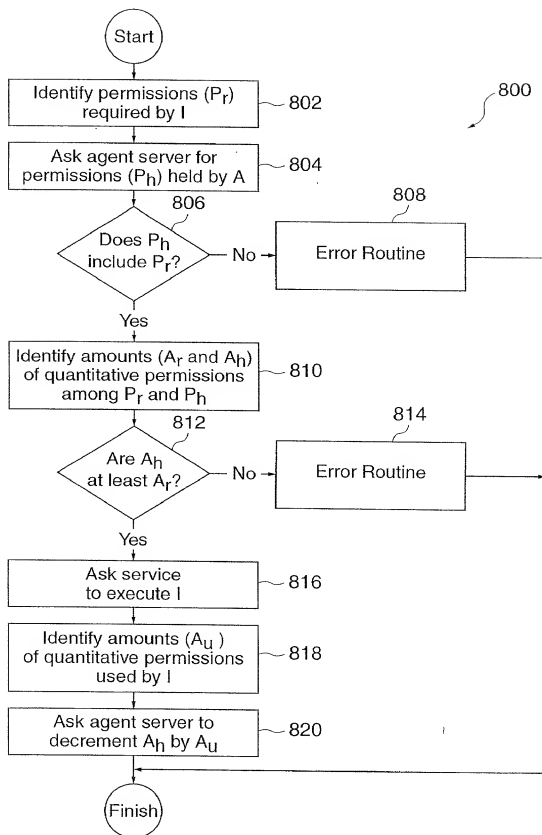 Start
Identify permissions (Pr)
required by I
802
800
Ask agent server for
permissions (Ph) held by A
804
806
808
Does Ph
include Pr?
No
Error Routine
Yes
Identify amounts (Ar and Ah)
of quantitative permissions
among Pr and Ph
810
812
814
Are Ah
at least Ar?
No
Error Routine
Yes
Ask service
to execute I
816
Identify amounts (Au)
of quantitative permissions
used by I
818
Ask agent server to
decrement Ah by Au
820
Finish